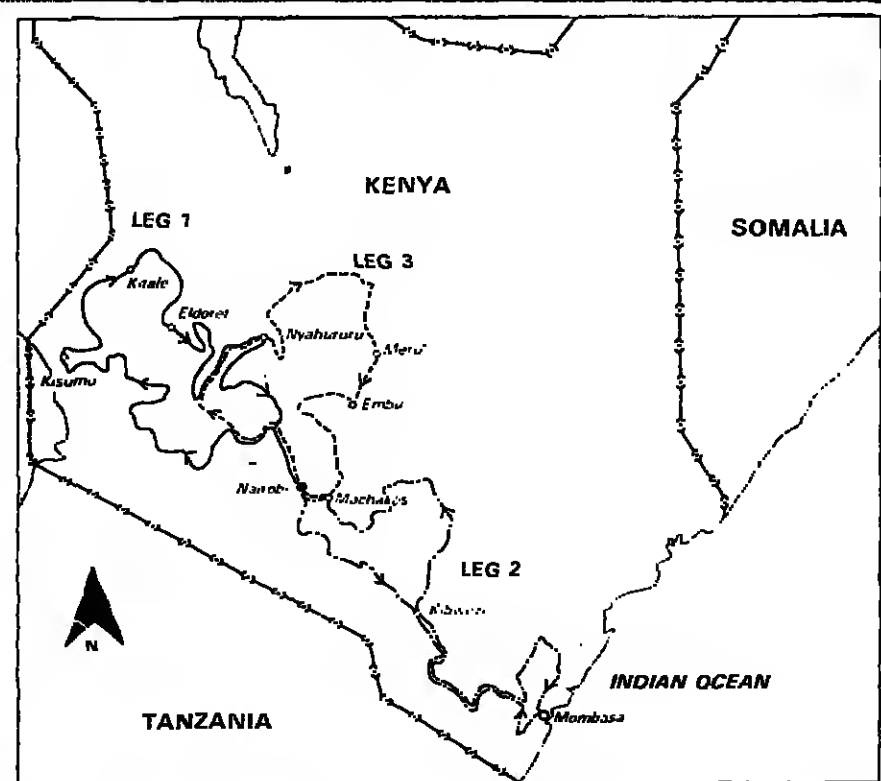 KENYA
SOMALIA
LEG 1
LEG 3
Eldoret
Nyahururu
Meru
Kisumu
Embu
Nairobi
Machakos
LEG 2
N
INDIAN OCEAN
Mombasa
TANZANIA